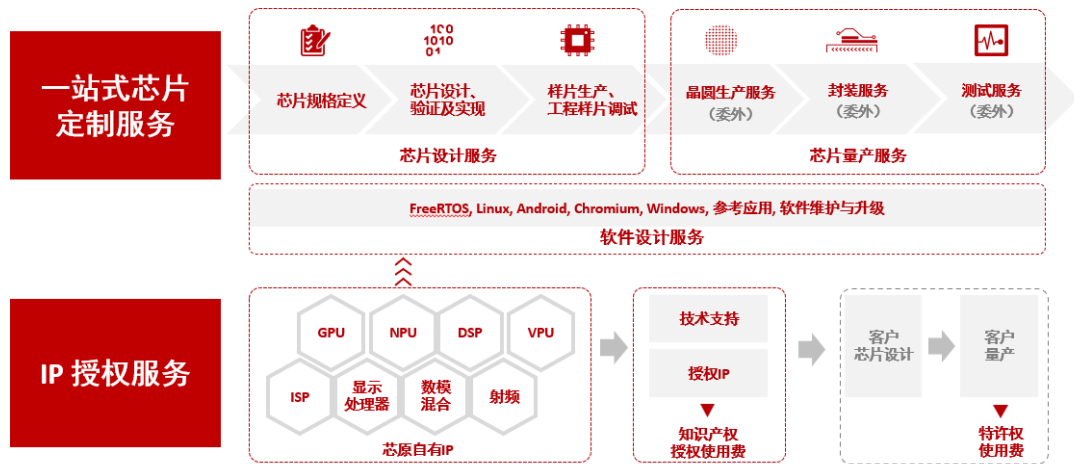 一站式芯片
定制服务
100
1010
01
芯片规格定义
芯片设计、
验证及实现
样片生产、
工程样片调试
芯片设计服务
晶圆生产服务
（委外）
封装服务
（委外）
测试服务
（委外）
芯片量产服务
FreeRTOS, Linux, Android, Chromium, Windows, 参考应用, 软件维护与升级
软件设计服务
IP 授权服务
GPU
NPU
DSP
VPU
ISP
显示
处理器
数模
混合
射频
芯原自有IP
技术支持
授权IP
知识产权
授权使用费
客户
芯片设计
客户
量产
特许权
使用费